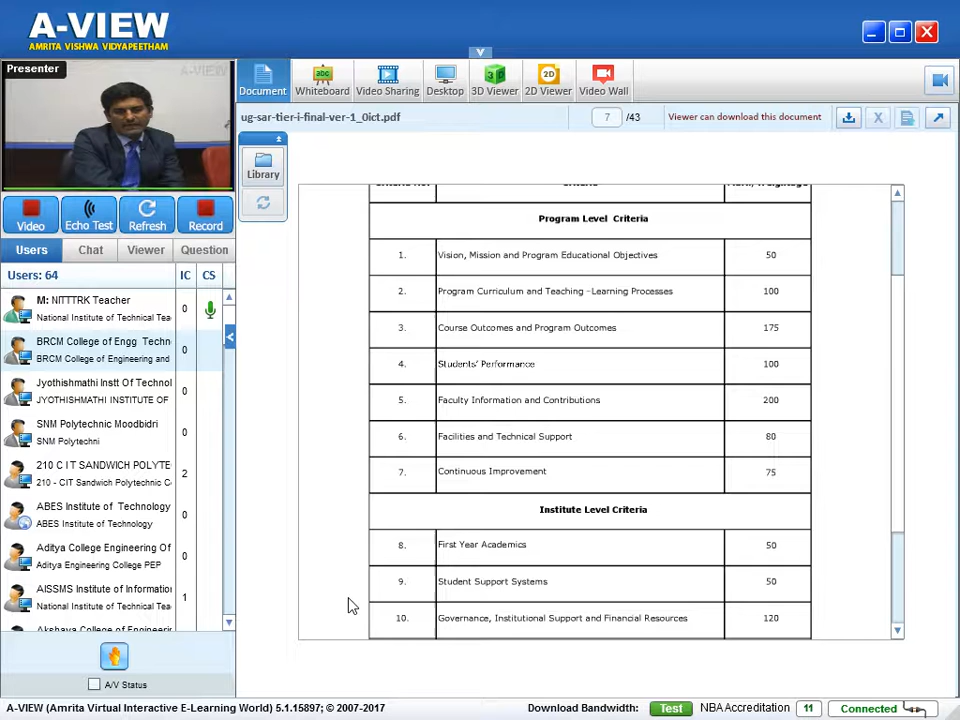 A-VIEW
AMRITA VISHWA VIDYAPEETHAM
Presenter
A-VIEW
Document
Whiteboard
Video Sharing
Desktop
3D Viewer
2D Viewer
Video Wall
ug-sar-tier-i-final-ver-1_0ict.pdf
7 /43
Viewer can download this document
Library
Video
Echo Test
Refresh
Record
Users
Chat
Viewer
Question
Users: 64 IC CS
M: NITTTRK Teacher
National Institute of Technical Tea
0
BRCM College of Engg Techn
BRCM College of Engineering and
0
Jyothishmathi Instt Of Technol
JYOTHISHMATHI INSTITUTE OF
0
SNM Polytechnic Moodbidri
SNM Polytechni
0
210 C I T SANDWICH POLYTE
210 - CIT Sandwich Polytechnic C
2
ABES Institute of Technology
ABES Institute of Technology
0
Aditya College Engineering Of
Aditya Engineering College PEP
0
AISSMS Institute of Informatio
National Institute of Technical Tea
1
Akshaya College of Engineerin
A/V Status
Program Level Criteria
1. Vision, Mission and Program Educational Objectives 50
2. Program Curriculum and Teaching –Learning Processes 100
3. Course Outcomes and Program Outcomes 175
4. Students' Performance 100
5. Faculty Information and Contributions 200
6. Facilities and Technical Support 80
7. Continuous Improvement 75
Institute Level Criteria
8. First Year Academics 50
9. Student Support Systems 50
10. Governance, Institutional Support and Financial Resources 120
A-VIEW (Amrita Virtual Interactive E-Learning World) 5.1.15897; © 2007-2017
Download Bandwidth: Test NBA Accreditation 11 Connected